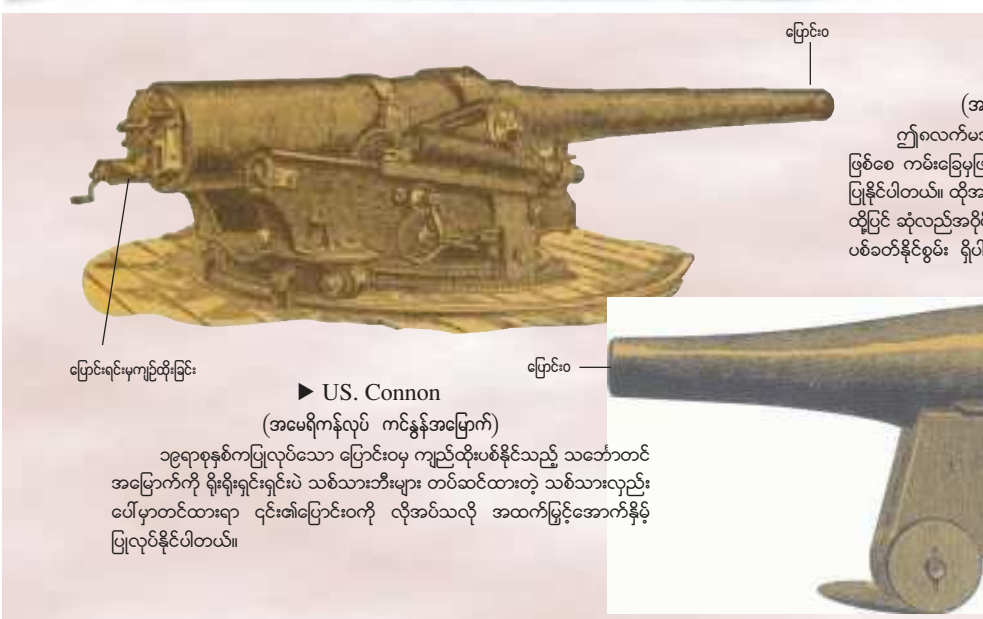 ပြောင်းဝ
(အ
ဤ၈လက်မအ
ဖြစ်စေ ကမ်းခြေမှဖြ
ပြုနိုင်ပါတယ်။ ထိုအ
ထို့ပြင် ဆုံလည်အဝို
ပစ်ခတ်နိုင်စွမ်း ရှိပါ
ပြောင်းရင်းမှကျဉ်ထိုးခြင်း
ပြောင်းဝ
▶ US. Connon
(အမေရိကန်လုပ် ကင်နွန်အမြောက်)
၁၉ရာစုနှစ်ကပြုလုပ်သော ပြောင်းဝမှ ကျည်ထိုးပစ်နိုင်သည့် သင်္ဘောတင်
အမြောက်ကို ရိုးရိုးရှင်းရှင်းပဲ သစ်သားဘီးများ တပ်ဆင်ထားတဲ့ သစ်သားလှည်း
ပေါ်မှာတင်ထားရာ ၎င်း၏ပြောင်းဝကို လိုအပ်သလို အထက်မြှင့်အောက်နှိမ့်
ပြုလုပ်နိုင်ပါတယ်။